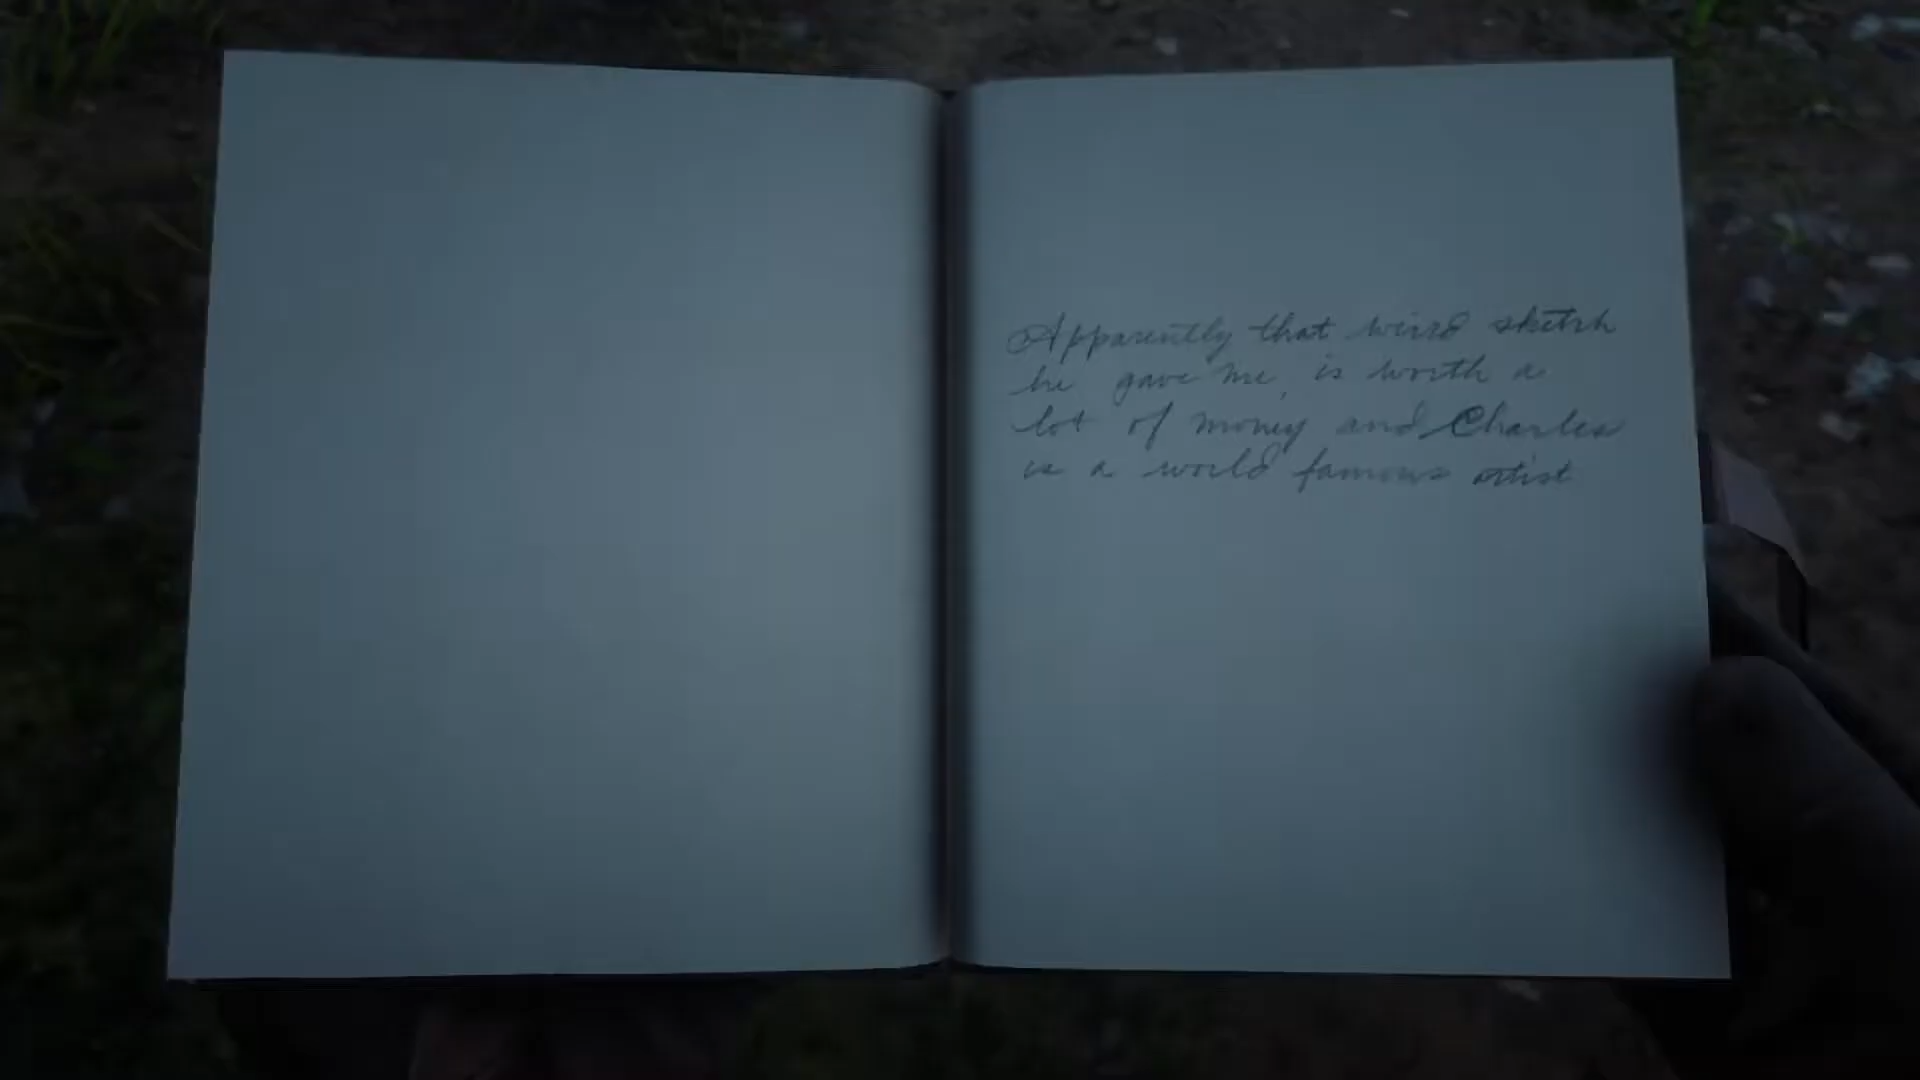 Apparently that weird sketch
he gave me, is worth a
lot of money and Charles
is a world famous artist